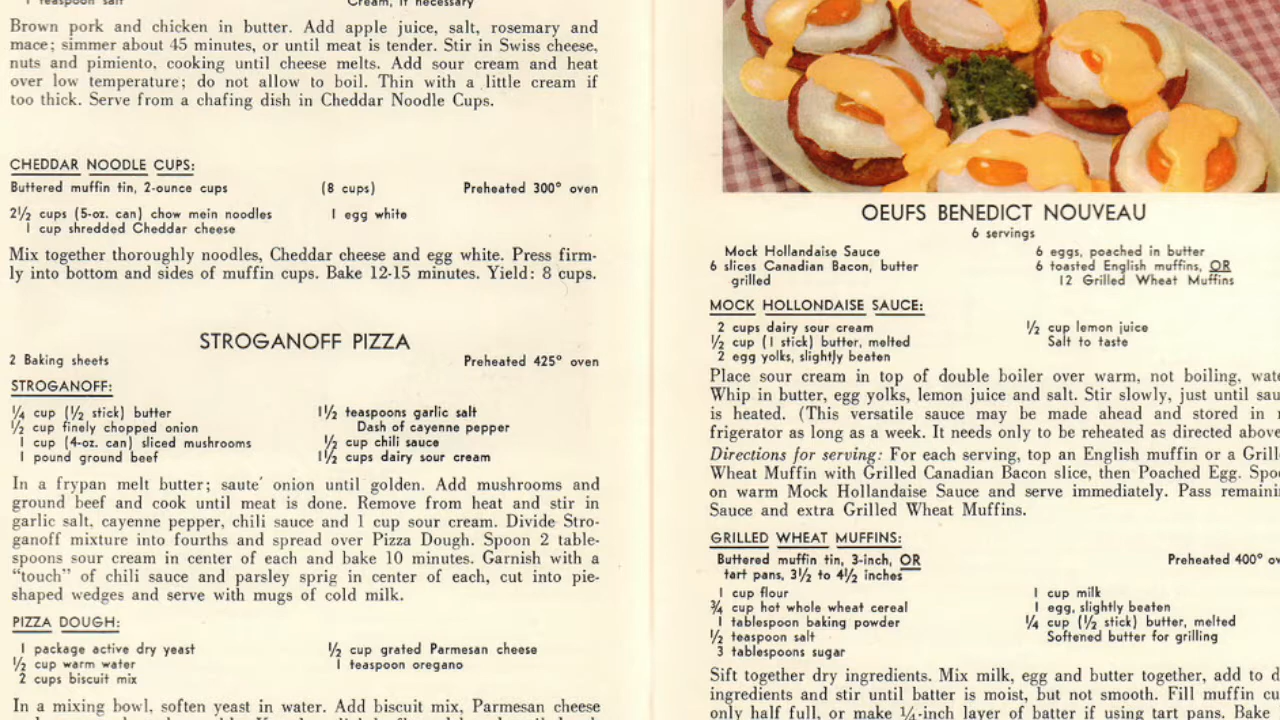 1 teaspoon salt
Cream, if necessary
Brown pork and chicken in butter. Add apple juice, salt, rosemary and
mace; simmer about 45 minutes, or until meat is tender. Stir in Swiss cheese,
nuts and pimiento, cooking until cheese melts. Add sour cream and heat
over low temperature; do not allow to boil. Thin with a little cream if
too thick. Serve from a chafing dish in Cheddar Noodle Cups.
CHEDDAR NOODLE CUPS:
Buttered muffin tin, 2-ounce cups (8 cups) Preheated 300° oven
2½ cups (5-oz. can) chow mein noodles
1 cup shredded Cheddar cheese
1 egg white
Mix together thoroughly noodles, Cheddar cheese and egg white. Press firm-
ly into bottom and sides of muffin cups. Bake 12-15 minutes. Yield: 8 cups.
STROGANOFF PIZZA
2 Baking sheets Preheated 425° oven
STROGANOFF:
¼ cup (½ stick) butter
½ cup finely chopped onion
1 cup (4-oz. can) sliced mushrooms
1 pound ground beef
1½ teaspoons garlic salt
Dash of cayenne pepper
½ cup chili sauce
1½ cups dairy sour cream
In a frypan melt butter; saute' onion until golden. Add mushrooms and
ground beef and cook until meat is done. Remove from heat and stir in
garlic salt, cayenne pepper, chili sauce and 1 cup sour cream. Divide Stro-
ganoff mixture into fourths and spread over Pizza Dough. Spoon 2 table-
spoons sour cream in center of each and bake 10 minutes. Garnish with a
"touch" of chili sauce and parsley sprig in center of each, cut into pie-
shaped wedges and serve with mugs of cold milk.
PIZZA DOUGH:
1 package active dry yeast
½ cup warm water
2 cups biscuit mix
½ cup grated Parmesan cheese
1 teaspoon oregano
In a mixing bowl, soften yeast in water. Add biscuit mix, Parmesan cheese
OEUFS BENEDICT NOUVEAU
6 servings
Mock Hollandaise Sauce
6 slices Canadian Bacon, butter
grilled
6 eggs, poached in butter
6 toasted English muffins, OR
12 Grilled Wheat Muffins
MOCK HOLLONDAISE SAUCE:
2 cups dairy sour cream
½ cup (1 stick) butter, melted
2 egg yolks, slightly beaten
½ cup lemon juice
Salt to taste
Place sour cream in top of double boiler over warm, not boiling, wate
Whip in butter, egg yolks, lemon juice and salt. Stir slowly, just until sau
is heated. (This versatile sauce may be made ahead and stored in r
frigerator as long as a week. It needs only to be reheated as directed above
Directions for serving: For each serving, top an English muffin or a Grill
Wheat Muffin with Grilled Canadian Bacon slice, then Poached Egg. Spoo
on warm Mock Hollandaise Sauce and serve immediately. Pass remaini
Sauce and extra Grilled Wheat Muffins.
GRILLED WHEAT MUFFINS:
Buttered muffin tin, 3-inch, OR
tart pans, 3½ to 4½ inches
Preheated 400° ov
1 cup flour
¾ cup hot whole wheat cereal
1 tablespoon baking powder
½ teaspoon salt
3 tablespoons sugar
1 cup milk
1 egg, slightly beaten
¼ cup (½ stick) butter, melted
Softened butter for grilling
Sift together dry ingredients. Mix milk, egg and butter together, add to d
ingredients and stir until batter is moist, but not smooth. Fill muffin cu
only half full, or make ¼-inch layer of batter if using tart pans. Bake